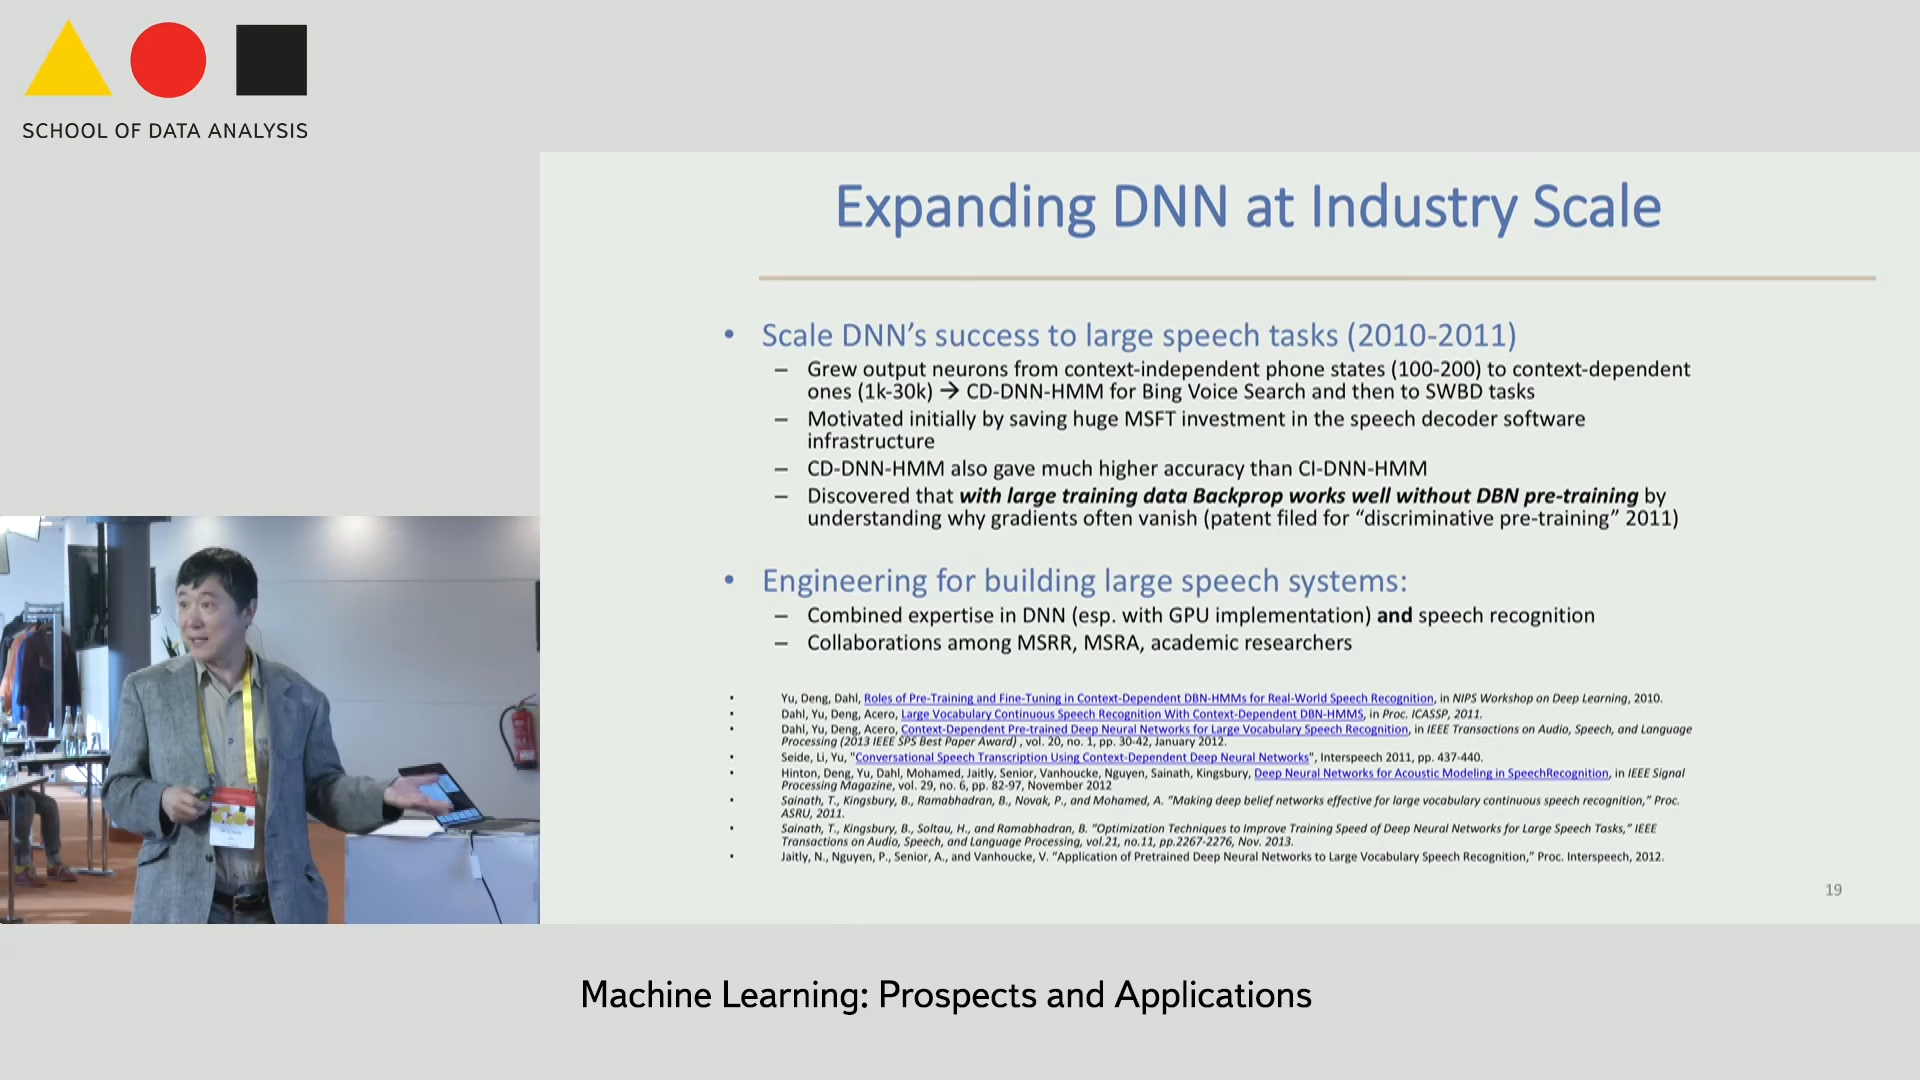 SCHOOL OF DATA ANALYSIS
Expanding DNN at Industry Scale
• Scale DNN's success to large speech tasks (2010-2011)
– Grew output neurons from context-independent phone states (100-200) to context-dependent
ones (1k-30k) → CD-DNN-HMM for Bing Voice Search and then to SWBD tasks
– Motivated initially by saving huge MSFT investment in the speech decoder software
infrastructure
– CD-DNN-HMM also gave much higher accuracy than CI-DNN-HMM
– Discovered that with large training data Backprop works well without DBN pre-training by
understanding why gradients often vanish (patent filed for “discriminative pre-training” 2011)
• Engineering for building large speech systems:
– Combined expertise in DNN (esp. with GPU implementation) and speech recognition
– Collaborations among MSRR, MSRA, academic researchers
• Yu, Deng, Dahl, Roles of Pre-Training and Fine-Tuning in Context-Dependent DBN-HMMs for Real-World Speech Recognition, in NIPS Workshop on Deep Learning, 2010.
• Dahl, Yu, Deng, Acero, Large Vocabulary Continuous Speech Recognition With Context-Dependent DBN-HMMS, in Proc. ICASSP, 2011.
• Dahl, Yu, Deng, Acero, Context-Dependent Pre-trained Deep Neural Networks for Large Vocabulary Speech Recognition, in IEEE Transactions on Audio, Speech, and Language
Processing (2013 IEEE SPS Best Paper Award) , vol. 20, no. 1, pp. 30-42, January 2012.
• Seide, Li, Yu, "Conversational Speech Transcription Using Context-Dependent Deep Neural Networks", Interspeech 2011, pp. 437-440.
• Hinton, Deng, Yu, Dahl, Mohamed, Jaitly, Senior, Vanhoucke, Nguyen, Sainath, Kingsbury, Deep Neural Networks for Acoustic Modeling in SpeechRecognition, in IEEE Signal
Processing Magazine, vol. 29, no. 6, pp. 82-97, November 2012
• Sainath, T., Kingsbury, B., Ramabhadran, B., Novak, P., and Mohamed, A. “Making deep belief networks effective for large vocabulary continuous speech recognition,” Proc.
ASRU, 2011.
• Sainath, T., Kingsbury, B., Soltau, H., and Ramabhadran, B. “Optimization Techniques to Improve Training Speed of Deep Neural Networks for Large Speech Tasks,” IEEE
Transactions on Audio, Speech, and Language Processing, vol.21, no.11, pp.2267-2276, Nov. 2013.
• Jaitly, N., Nguyen, P., Senior, A., and Vanhoucke, V. “Application of Pretrained Deep Neural Networks to Large Vocabulary Speech Recognition,” Proc. Interspeech, 2012.
19
Machine Learning: Prospects and Applications